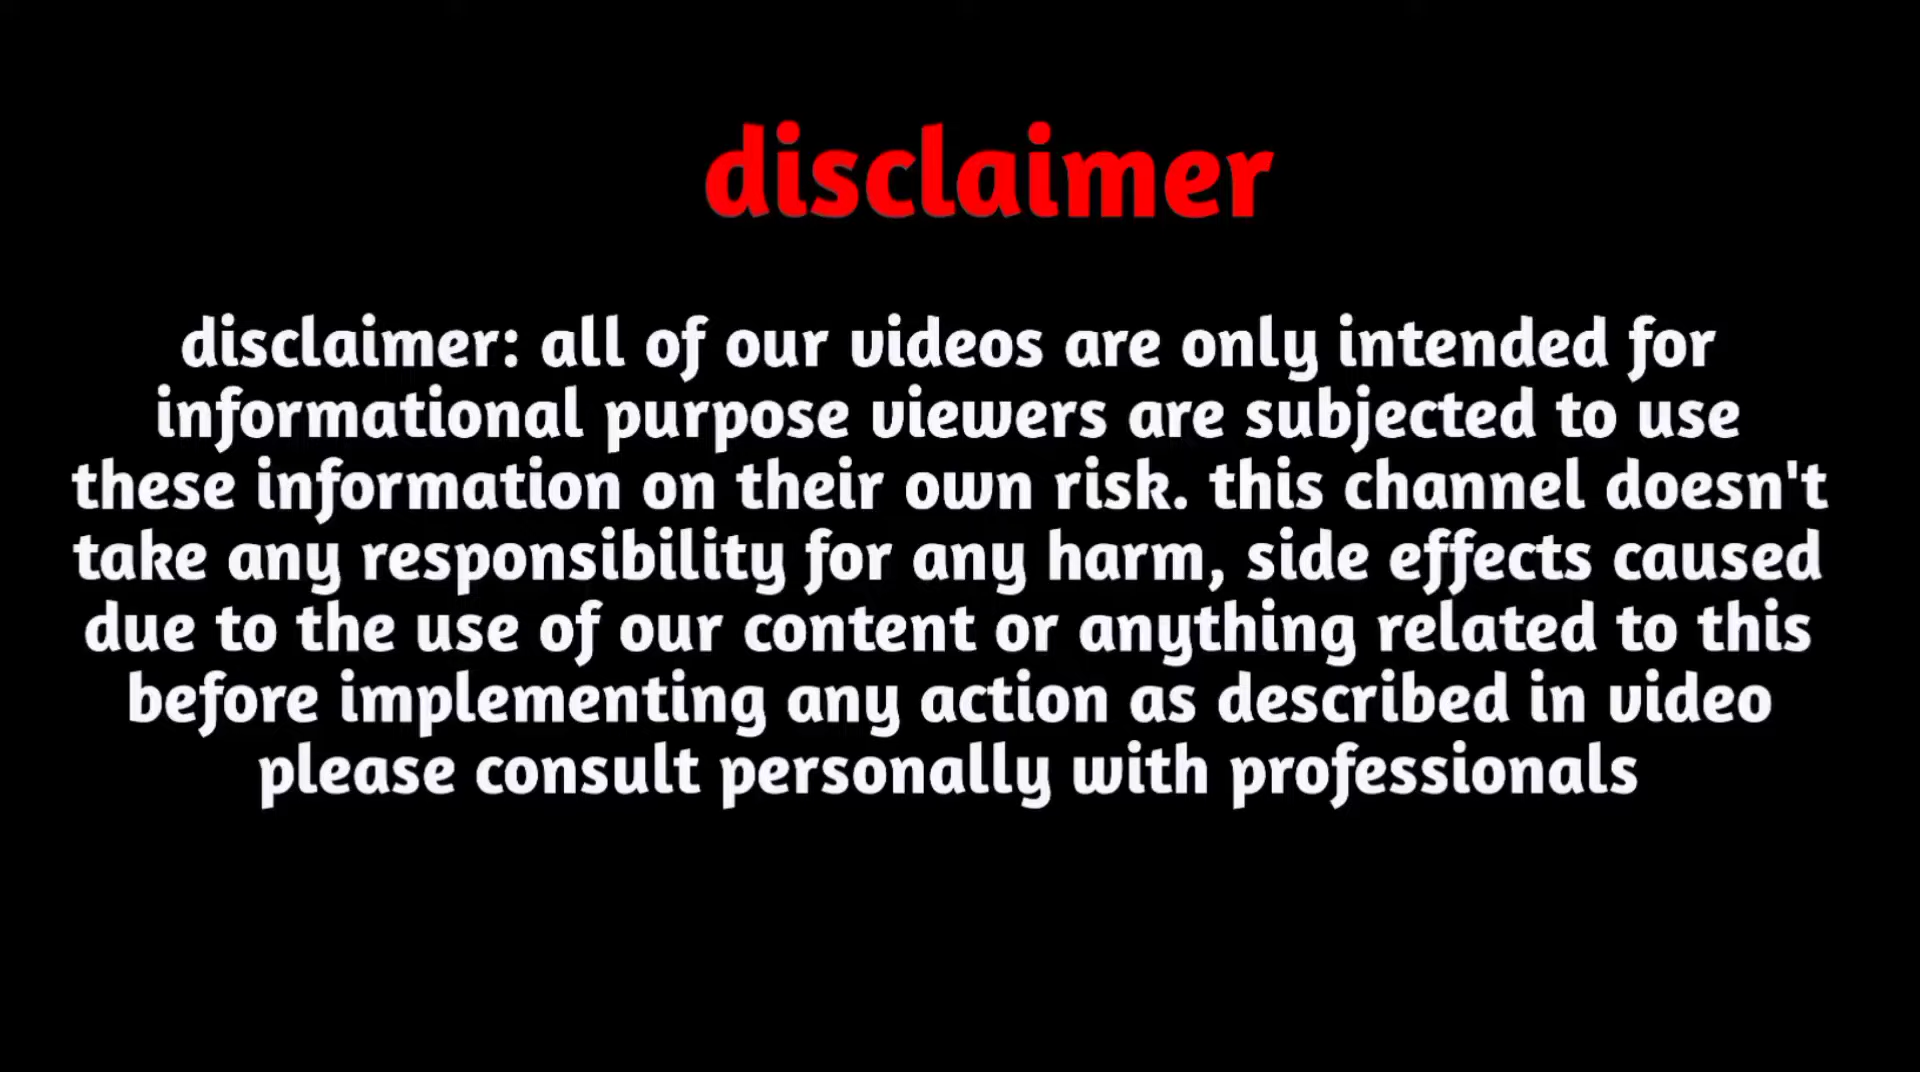 disclaimer
disclaimer: all of our videos are only intended for
informational purpose viewers are subjected to use
these information on their own risk. this channel doesn't
take any responsibility for any harm, side effects caused
due to the use of our content or anything related to this
before implementing any action as described in video
please consult personally with professionals